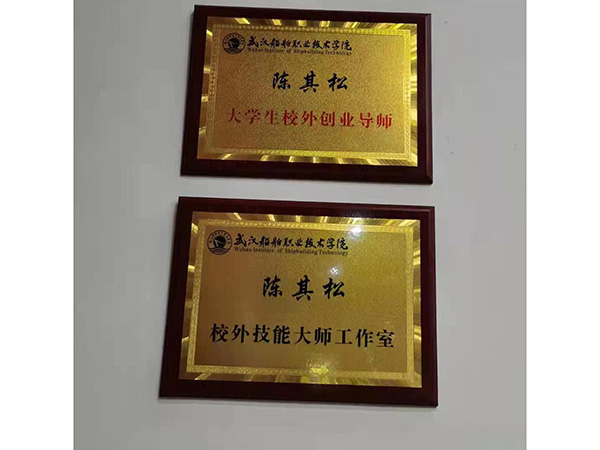 武汉船舶职业技术学院
Wuhan Institute of Shipbuilding Technology
陈其松
大学生校外创业导师
武汉船舶职业技术学院
Wuhan Institute of Shipbuilding Technology
陈其松
校外技能大师工作室